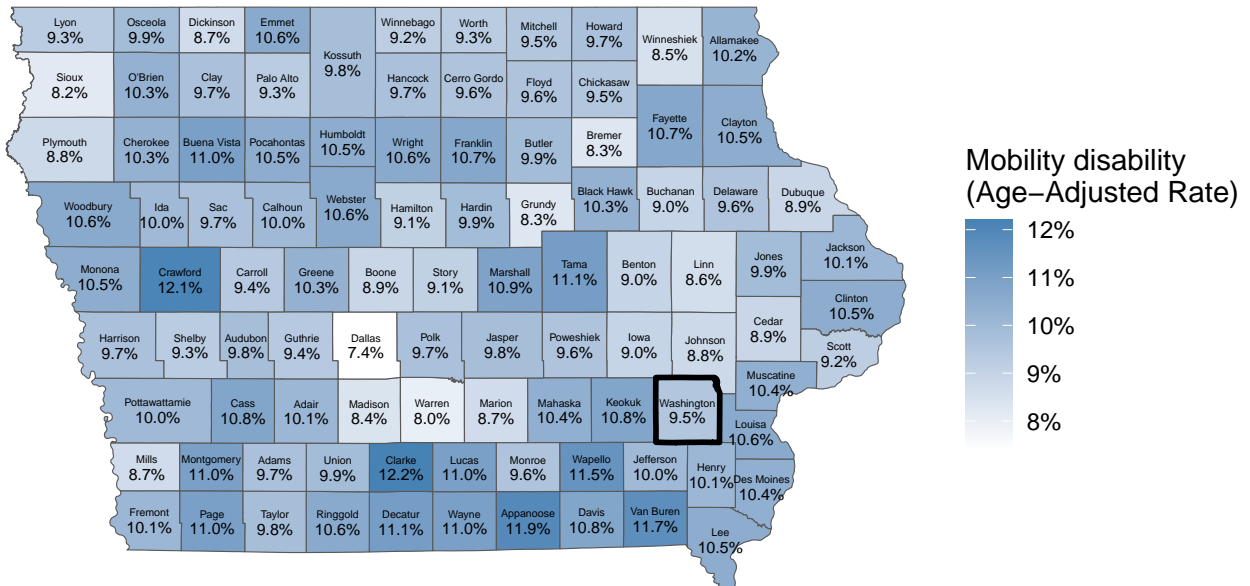 Lyon
9.3%
Osceola
9.9%
Dickinson
8.7%
Emmet
10.6%
Kossuth
9.8%
Winnebago
9.2%
Worth
9.3%
Mitchell
9.5%
Howard
9.7%
Winneshiek
8.5%
Allamakee
10.2%
Sioux
8.2%
O'Brien
10.3%
Clay
9.7%
Palo Alto
9.3%
Hancock
9.7%
Cerro Gordo
9.6%
Floyd
9.6%
Chickasaw
9.5%
Fayette
10.7%
Clayton
10.5%
Plymouth
8.8%
Cherokee
10.3%
Buena Vista
11.0%
Pocahontas
10.5%
Humboldt
10.5%
Wright
10.6%
Franklin
10.7%
Butler
9.9%
Bremer
8.3%
Woodbury
10.6%
Ida
10.0%
Sac
9.7%
Calhoun
10.0%
Webster
10.6%
Hamilton
9.1%
Hardin
9.9%
Grundy
8.3%
Black Hawk
10.3%
Buchanan
9.0%
Delaware
9.6%
Dubuque
8.9%
Monona
10.5%
Crawford
12.1%
Carroll
9.4%
Greene
10.3%
Boone
8.9%
Story
9.1%
Marshall
10.9%
Tama
11.1%
Benton
9.0%
Linn
8.6%
Jones
9.9%
Jackson
10.1%
Clinton
10.5%
Harrison
9.7%
Shelby
9.3%
Audubon
9.8%
Guthrie
9.4%
Dallas
7.4%
Polk
9.7%
Jasper
9.8%
Poweshiek
9.6%
Iowa
9.0%
Johnson
8.8%
Cedar
8.9%
Scott
9.2%
Muscatine
10.4%
Pottawattamie
10.0%
Cass
10.8%
Adair
10.1%
Madison
8.4%
Warren
8.0%
Marion
8.7%
Mahaska
10.4%
Keokuk
10.8%
Washington
9.5%
Louisa
10.6%
Mills
8.7%
Montgomery
11.0%
Adams
9.7%
Union
9.9%
Clarke
12.2%
Lucas
11.0%
Monroe
9.6%
Wapello
11.5%
Jefferson
10.0%
Henry
10.1%
Des Moines
10.4%
Fremont
10.1%
Page
11.0%
Taylor
9.8%
Ringgold
10.6%
Decatur
11.1%
Wayne
11.0%
Appanoose
11.9%
Davis
10.8%
Van Buren
11.7%
Lee
10.5%
Mobility disability
(Age−Adjusted Rate)
12%
11%
10%
9%
8%